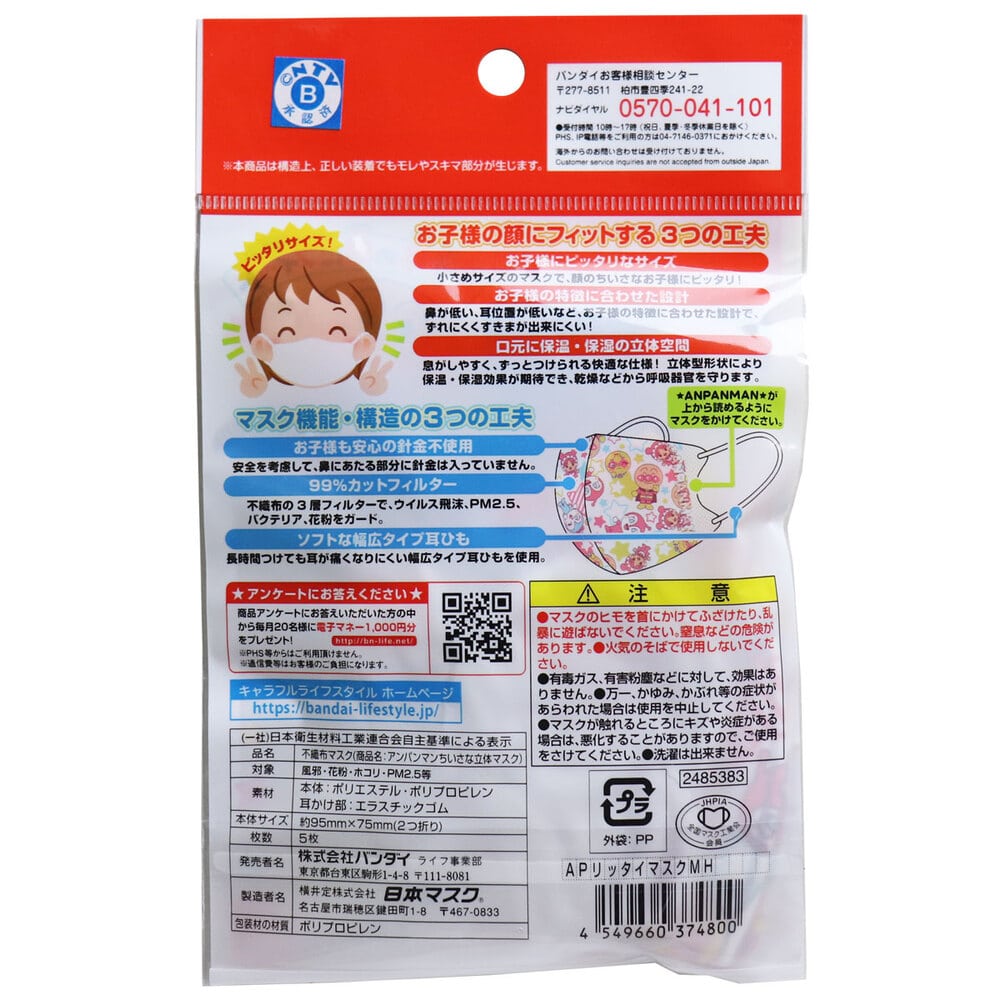 ©NTV
B
承認済
バンダイお客様相談センター
〒277-8511 柏市豊四季241-22
ナビダイヤル 0570-041-101
●受付時間 10時〜17時 (祝日、夏季・冬季休業日を除く)
PHS、IP電話等をご利用の方は04-7146-0371におかけください。
海外からのお問い合わせは受け付けておりません。
Customer service inquiries are not accepted from outside Japan.
※本商品は構造上、正しい装着でもモレやスキマ部分が生じます。
ピッタリサイズ!
お子様の顔にフィットする3つの工夫
お子様にピッタリなサイズ
小さめサイズのマスクで、顔のちいさなお子様にピッタリ!
お子様の特徴に合わせた設計
鼻が低い、耳位置が低いなど、お子様の特徴に合わせた設計で、
ずれにくくすきまが出来にくい!
口元に保温・保湿の立体空間
息がしやすく、ずっとつけられる快適な仕様! 立体型形状により
保温・保湿効果が期待でき、乾燥などから呼吸器官を守ります。
★ANPANMAN★が
上から読めるように
マスクをかけてください。
マスク機能・構造の3つの工夫
お子様も安心の針金不使用
安全を考慮して、鼻にあたる部分に針金は入っていません。
99%カットフィルター
不織布の3層フィルターで、ウイルス飛沫、PM2.5、
バクテリア、花粉をガード。
ソフトな幅広タイプ耳ひも
長時間つけても耳が痛くなりにくい幅広タイプ耳ひもを使用。
★アンケートにお答えください★
商品アンケートにお答えいただいた方の中
から毎月20名様に電子マネー1,000円分
をプレゼント! http://bn-life.net/
※PHS等からはご利用頂けません。
※通信費等はお客様のご負担になります。
キャラフルライフスタイル ホームページ
https://bandai-lifestyle.jp/
⚠ 注 意
●マスクのヒモを首にかけてふざけたり、乱
暴に遊ばないでください。窒息などの危険が
あります。●火気のそばで使用しないでくだ
さい。
●有毒ガス、有害粉塵などに対して、効果はあ
りません。●万一、かゆみ、かぶれ等の症状が
あらわれた場合は使用を中止してください。
●マスクが触れるところにキズや炎症がある
場合は、悪化することがありますので、ご使用
をさけてください。●洗濯は出来ません。
(一社)日本衛生材料工業連合会自主基準による表示
品名 不織布マスク(商品名:アンパンマンちいさな立体マスク)
対象 風邪・花粉・ホコリ・PM2.5等
素材 本体:ポリエステル・ポリプロピレン
耳かけ部:エラスチックゴム
本体サイズ 約95mm×75mm(2つ折り)
枚数 5枚
発売者名 株式会社バンダイ ライフ事業部
東京都台東区駒形1-4-8 〒111-8081
製造者名 横井定株式会社 日本マスク®
名古屋市瑞穂区鍵田町1-8 〒467-0833
包装材の材質 ポリプロピレン
プラ
外袋:PP
2485383
JHPIA
全国マスク工業会
会員
APリッタイマスクMH
4 549660 374800